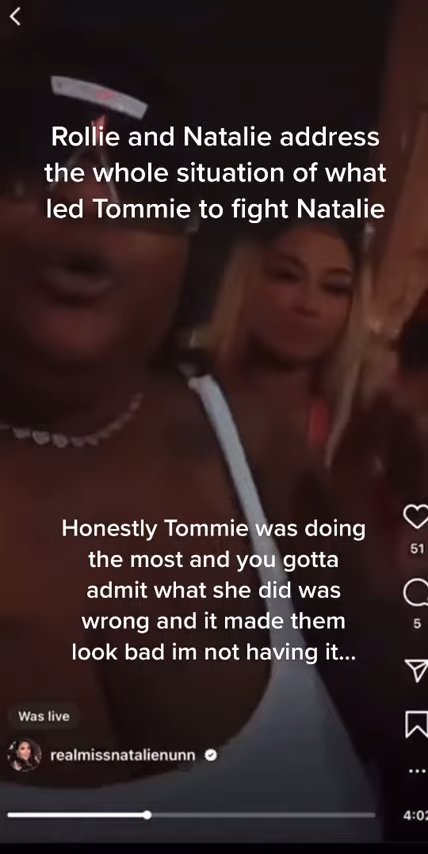 Rollie and Natalie address
the whole situation of what
led Tommie to fight Natalie
Honestly Tommie was doing
the most and you gotta
admit what she did was
wrong and it made them
look bad im not having it...
51
5
Was live
realmissnatalienunn
4:02